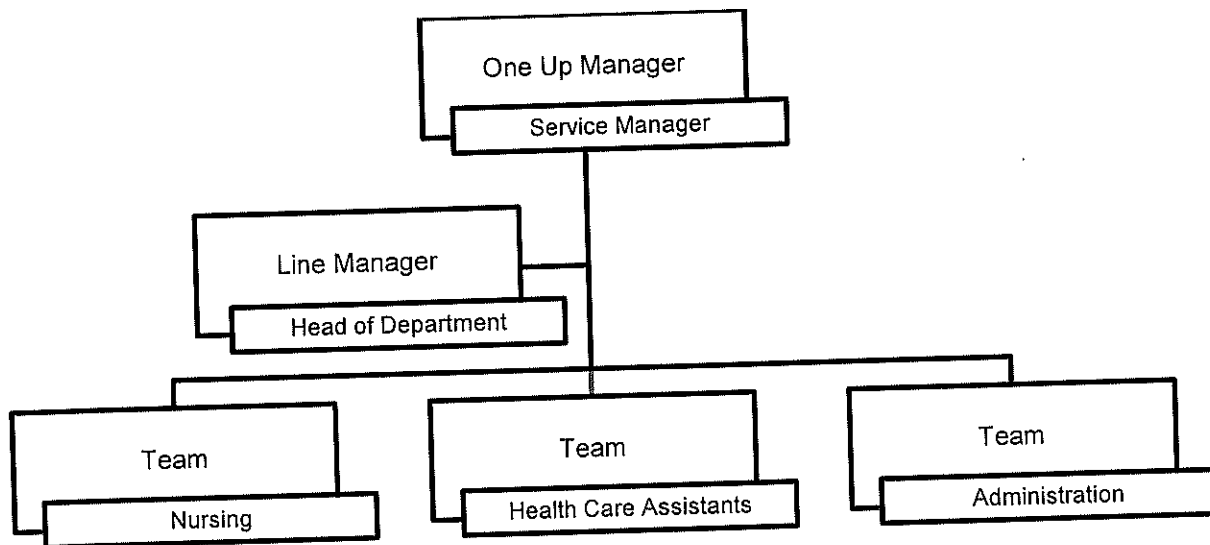 One Up Manager
Service Manager
Line Manager
Head of Department
Team
Nursing
Team
Health Care Assistants
Team
Administration